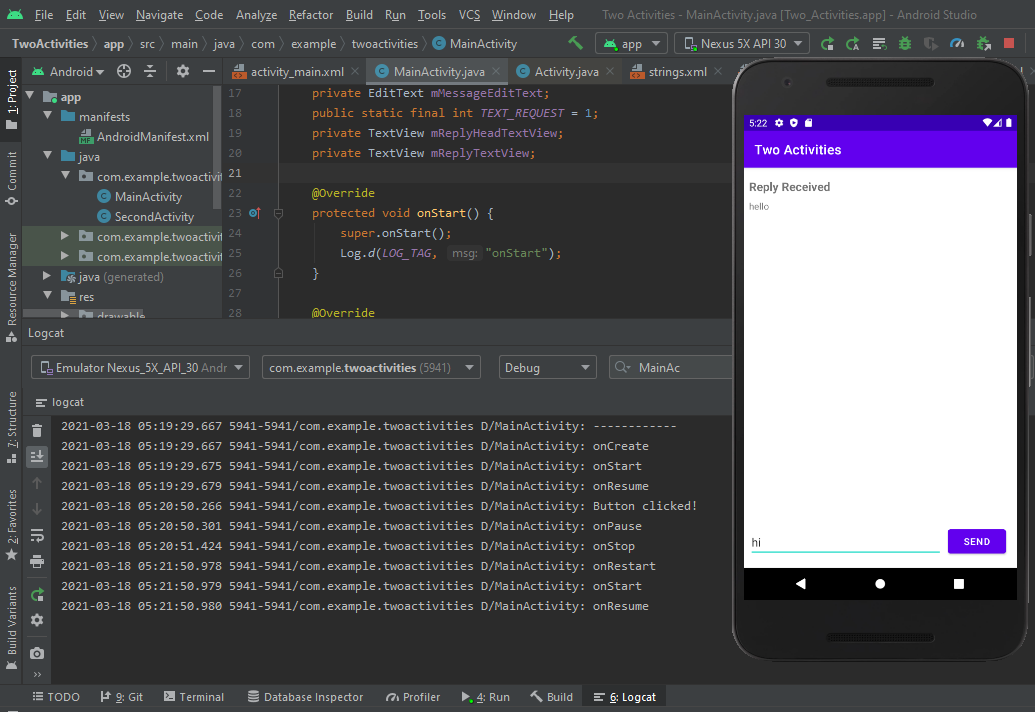 File Edit View Navigate Code Analyze Refactor Build Run Tools VCS Window Help Two Activities - MainActivity.java [Two_Activities.app] - Android Studio
TwoActivities app src main java com example twoactivities MainActivity app Nexus 5X API 30
Android activity_main.xml MainActivity.java Activity.java strings.xml
1: Project
Commit
Resource Manager
7: Structure
2: Favorites
Build Variants
app
manifests
AndroidManifest.xml
java
com.example.twoactivit
MainActivity
SecondActivity
com.example.twoactivit
com.example.twoactivit
java (generated)
res
drawable
17 private EditText mMessageEditText;
18 public static final int TEXT_REQUEST = 1;
19 private TextView mReplyHeadTextView;
20 private TextView mReplyTextView;
21
22 @Override
23 protected void onStart() {
24 super.onStart();
25 Log.d(LOG_TAG, msg: "onStart");
26 }
27
28 @Override
Logcat
Emulator Nexus_5X_API_30 Andr com.example.twoactivities (5941) Debug MainAc
logcat
2021-03-18 05:19:29.667 5941-5941/com.example.twoactivities D/MainActivity: ------------
2021-03-18 05:19:29.667 5941-5941/com.example.twoactivities D/MainActivity: onCreate
2021-03-18 05:19:29.675 5941-5941/com.example.twoactivities D/MainActivity: onStart
2021-03-18 05:19:29.679 5941-5941/com.example.twoactivities D/MainActivity: onResume
2021-03-18 05:20:50.266 5941-5941/com.example.twoactivities D/MainActivity: Button clicked!
2021-03-18 05:20:50.301 5941-5941/com.example.twoactivities D/MainActivity: onPause
2021-03-18 05:20:51.424 5941-5941/com.example.twoactivities D/MainActivity: onStop
2021-03-18 05:21:50.978 5941-5941/com.example.twoactivities D/MainActivity: onRestart
2021-03-18 05:21:50.979 5941-5941/com.example.twoactivities D/MainActivity: onStart
2021-03-18 05:21:50.980 5941-5941/com.example.twoactivities D/MainActivity: onResume
5:22
Two Activities
Reply Received
hello
hi SEND
TODO 9: Git Terminal Database Inspector Profiler 4: Run Build 6: Logcat